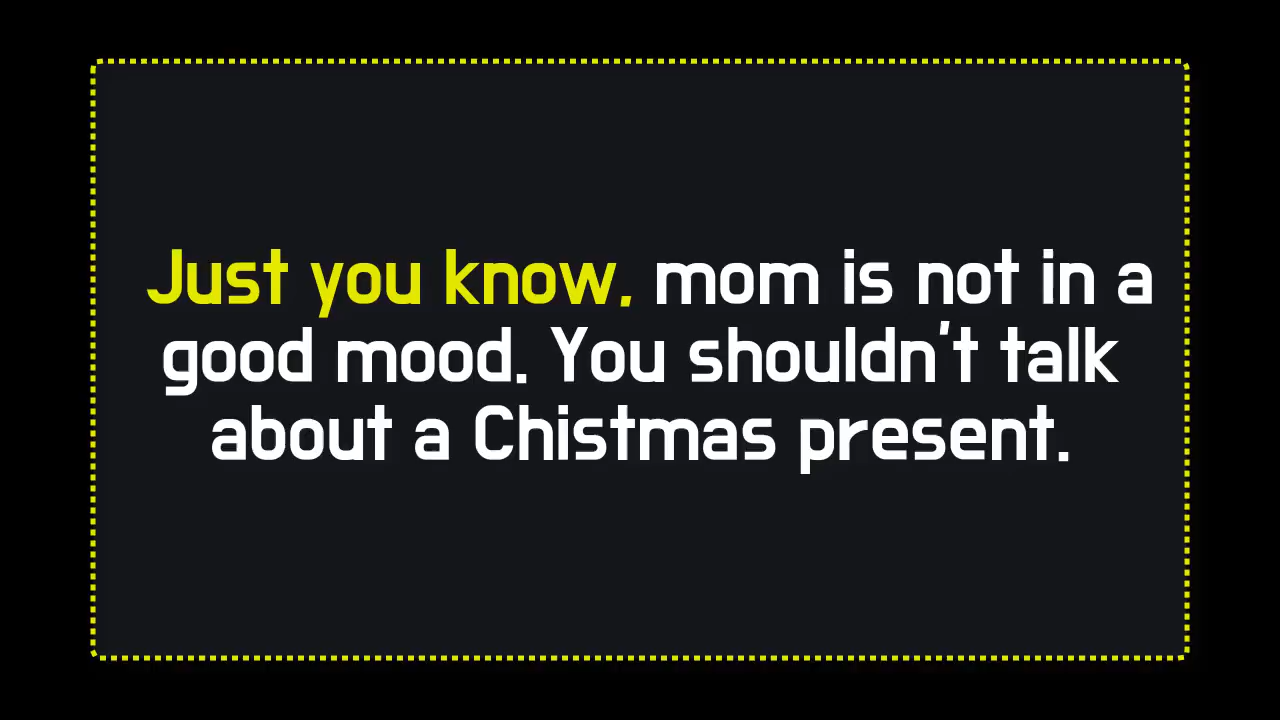 Just you know, mom is not in a
good mood. You shouldn't talk
about a Chistmas present.